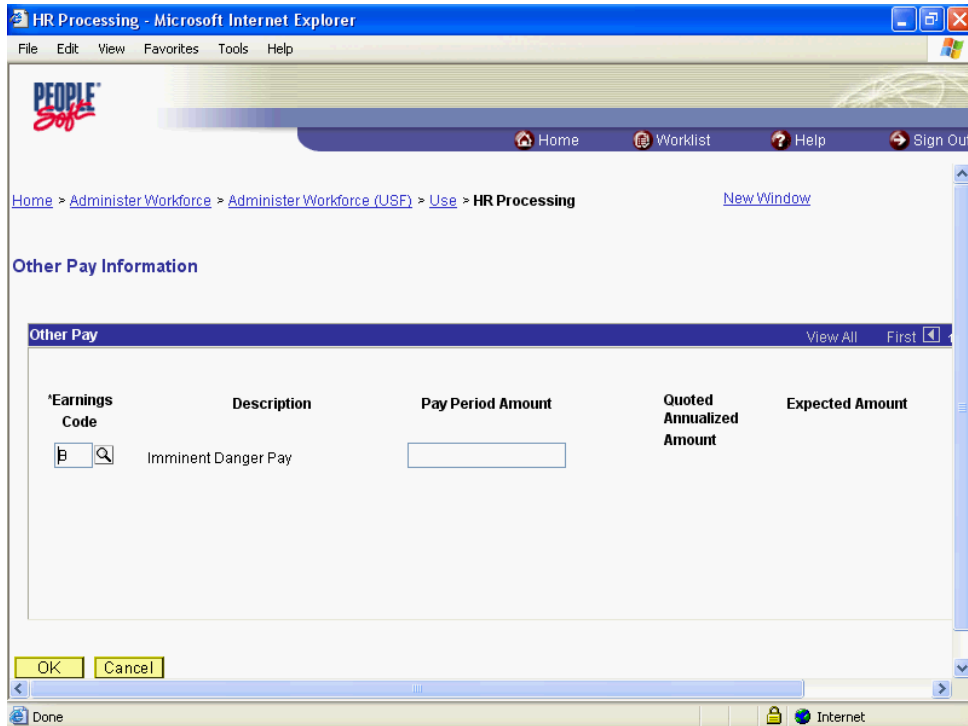 HR Processing - Microsoft Internet Explorer
File Edit View Favorites Tools Help
PEOPLE Soft
Home Worklist Help Sign Out
Home > Administer Workforce > Administer Workforce (USF) > Use > HR Processing New Window
Other Pay Information
Other Pay View All First
*Earnings Code Description Pay Period Amount Quoted Annualized Amount Expected Amount
B Imminent Danger Pay
OK Cancel
Done Internet